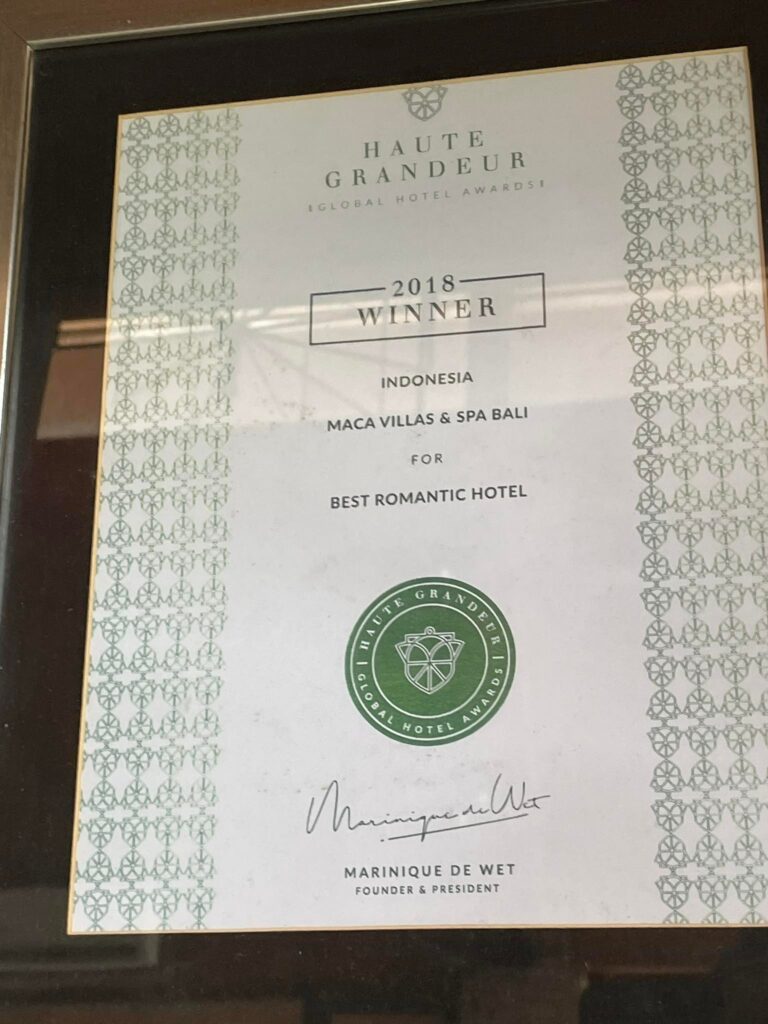 HAUTE
GRANDEUR
GLOBAL HOTEL AWARDS
2018
WINNER
INDONESIA
MACA VILLAS & SPA BALI
FOR
BEST ROMANTIC HOTEL
HAUTE GRANDEUR
GLOBAL HOTEL AWARDS
Marinique de Wet
MARINIQUE DE WET
FOUNDER & PRESIDENT